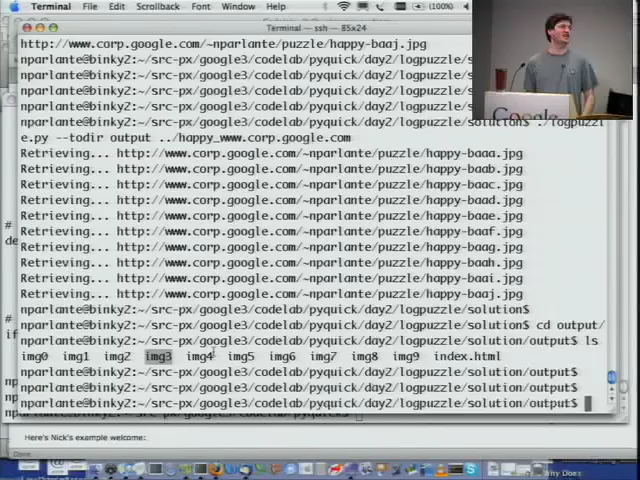 Terminal File Edit Scrollback Font Window Help (100%)
Terminal — ssh — 85x24
http://www.corp.google.com/~nparlante/puzzle/happy-baaj.jpg
nparlante@binky2:~/src-px/google3/codelab/pyquick/day2/logpuzzle/s
nparlante@binky2:~/src-px/google3/codelab/pyquick/day2/logpuzzle/s
nparlante@binky2:~/src-px/google3/codelab/pyquick/day2/logpuzzle/s
nparlante@binky2:~/src-px/google3/codelab/pyquick/day2/logpuzzle/s
nparlante@binky2:~/src-px/google3/codelab/pyquick/day2/logpuzzle/solution$ ./logpuzzl
e.py --todir output ../happy_www.corp.google.com
Retrieving... http://www.corp.google.com/~nparlante/puzzle/happy-baaa.jpg
Retrieving... http://www.corp.google.com/~nparlante/puzzle/happy-baab.jpg
Retrieving... http://www.corp.google.com/~nparlante/puzzle/happy-baac.jpg
Retrieving... http://www.corp.google.com/~nparlante/puzzle/happy-baad.jpg
Retrieving... http://www.corp.google.com/~nparlante/puzzle/happy-baae.jpg
Retrieving... http://www.corp.google.com/~nparlante/puzzle/happy-baaf.jpg
Retrieving... http://www.corp.google.com/~nparlante/puzzle/happy-baag.jpg
Retrieving... http://www.corp.google.com/~nparlante/puzzle/happy-baah.jpg
Retrieving... http://www.corp.google.com/~nparlante/puzzle/happy-baai.jpg
Retrieving... http://www.corp.google.com/~nparlante/puzzle/happy-baaj.jpg
nparlante@binky2:~/src-px/google3/codelab/pyquick/day2/logpuzzle/solution$
nparlante@binky2:~/src-px/google3/codelab/pyquick/day2/logpuzzle/solution$ cd output/
nparlante@binky2:~/src-px/google3/codelab/pyquick/day2/logpuzzle/solution/output$ ls
img0 img1 img2 img3 img4 img5 img6 img7 img8 img9 index.html
nparlante@binky2:~/src-px/google3/codelab/pyquick/day2/logpuzzle/solution/output$
nparlante@binky2:~/src-px/google3/codelab/pyquick/day2/logpuzzle/solution/output$
nparlante@binky2:~/src-px/google3/codelab/pyquick/day2/logpuzzle/solution/output$
Here's Nick's example welcome:
Done
Google